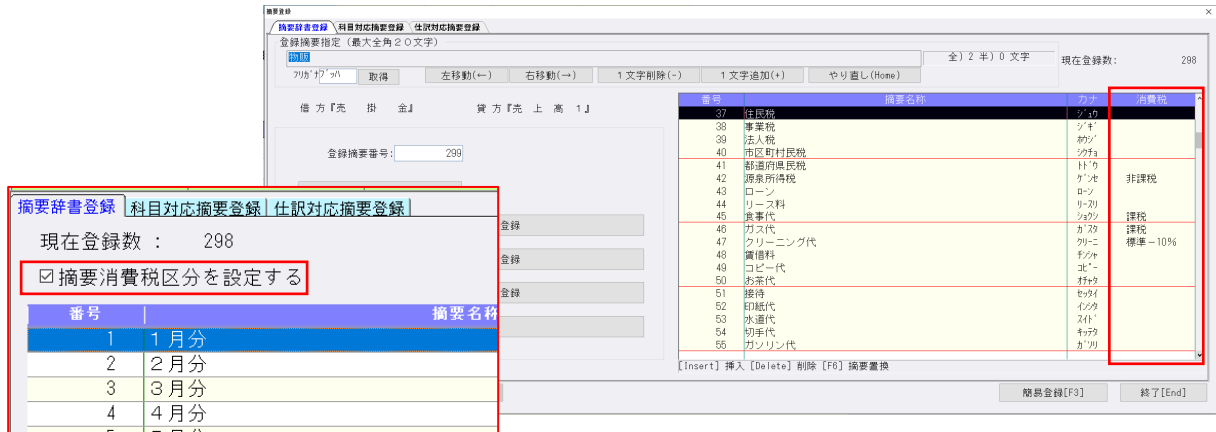 摘要登録
摘要辞書登録 科目対応摘要登録 仕訳対応摘要登録
登録摘要指定（最大全角２０文字）
物販
全）２ 半）０ 文字
現在登録数: 298
ﾌﾘｶﾞﾅ ﾌﾞｯﾊ 取得 左移動(←) 右移動(→) １文字削除(-) １文字追加(+) やり直し(Home)
借方『売 掛 金』 貸方『売 上 高 １』
登録摘要番号: 299
登録
登録
登録
番号 摘要名称 カナ 消費税
37 住民税 ｼﾞｭｳ
38 事業税 ｼﾞｷﾞ
39 法人税 ﾎｳｼﾞ
40 市区町村民税 ｼｸﾁｮ
41 都道府県民税 ﾄﾄﾞｳ
42 源泉所得税 ｹﾞﾝｾ 非課税
43 ローン ﾛｰﾝ
44 リース料 ﾘｰｽﾘ
45 食事代 ｼｮｸｼ 課税
46 ガス代 ｶﾞｽﾀ 課税
47 クリーニング代 ｸﾘｰﾆ 標準－10%
48 賃借料 ﾁﾝｼｬ
49 コピー代 ｺﾋﾟｰ
50 お茶代 ｵﾁｬﾀ
51 接待 ｾｯﾀｲ
52 印紙代 ｲﾝｼﾀ
53 水道代 ｽｲﾄﾞ
54 切手代 ｷｯﾃﾀ
55 ガソリン代 ｶﾞｿﾘ
[Insert] 挿入 [Delete] 削除 [F6] 摘要置換
簡易登録[F3] 終了[End]
摘要辞書登録 科目対応摘要登録 仕訳対応摘要登録
現在登録数 ： 298
摘要消費税区分を設定する
番号 摘要名称
1 １月分
2 ２月分
3 ３月分
4 ４月分